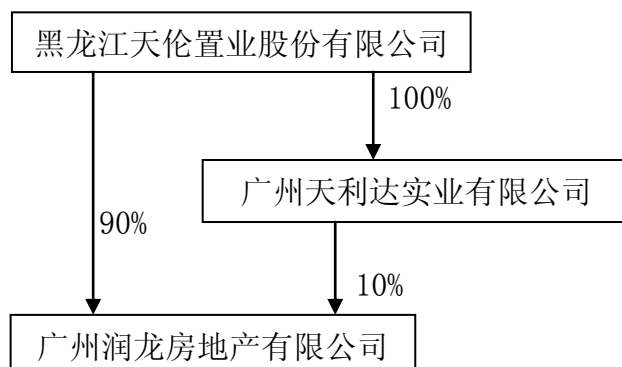 黑龙江天伦置业股份有限公司
100%
广州天利达实业有限公司
90%
10%
广州润龙房地产有限公司